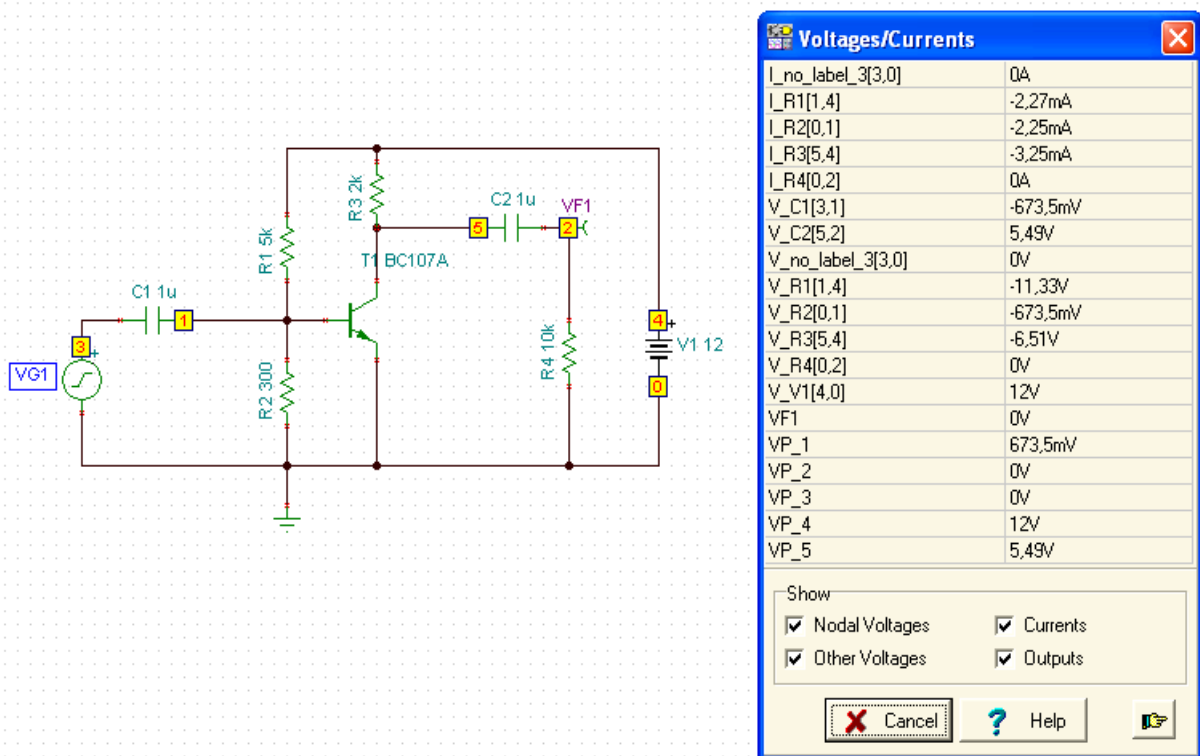 R3 2k
C2 1u
VF1
5
2
R1 5k
T1 BC107A
C1 1u
1
4
+
V1 12
3
+
R4 10k
VG1
R2 300
0
Voltages/Currents
I_no_label_3[3,0] 0A
I_R1[1,4] -2,27mA
I_R2[0,1] -2,25mA
I_R3[5,4] -3,25mA
I_R4[0,2] 0A
V_C1[3,1] -673,5mV
V_C2[5,2] 5,49V
V_no_label_3[3,0] 0V
V_R1[1,4] -11,33V
V_R2[0,1] -673,5mV
V_R3[5,4] -6,51V
V_R4[0,2] 0V
V_V1[4,0] 12V
VF1 0V
VP_1 673,5mV
VP_2 0V
VP_3 0V
VP_4 12V
VP_5 5,49V
Show
Nodal Voltages Currents
Other Voltages Outputs
Cancel ? Help